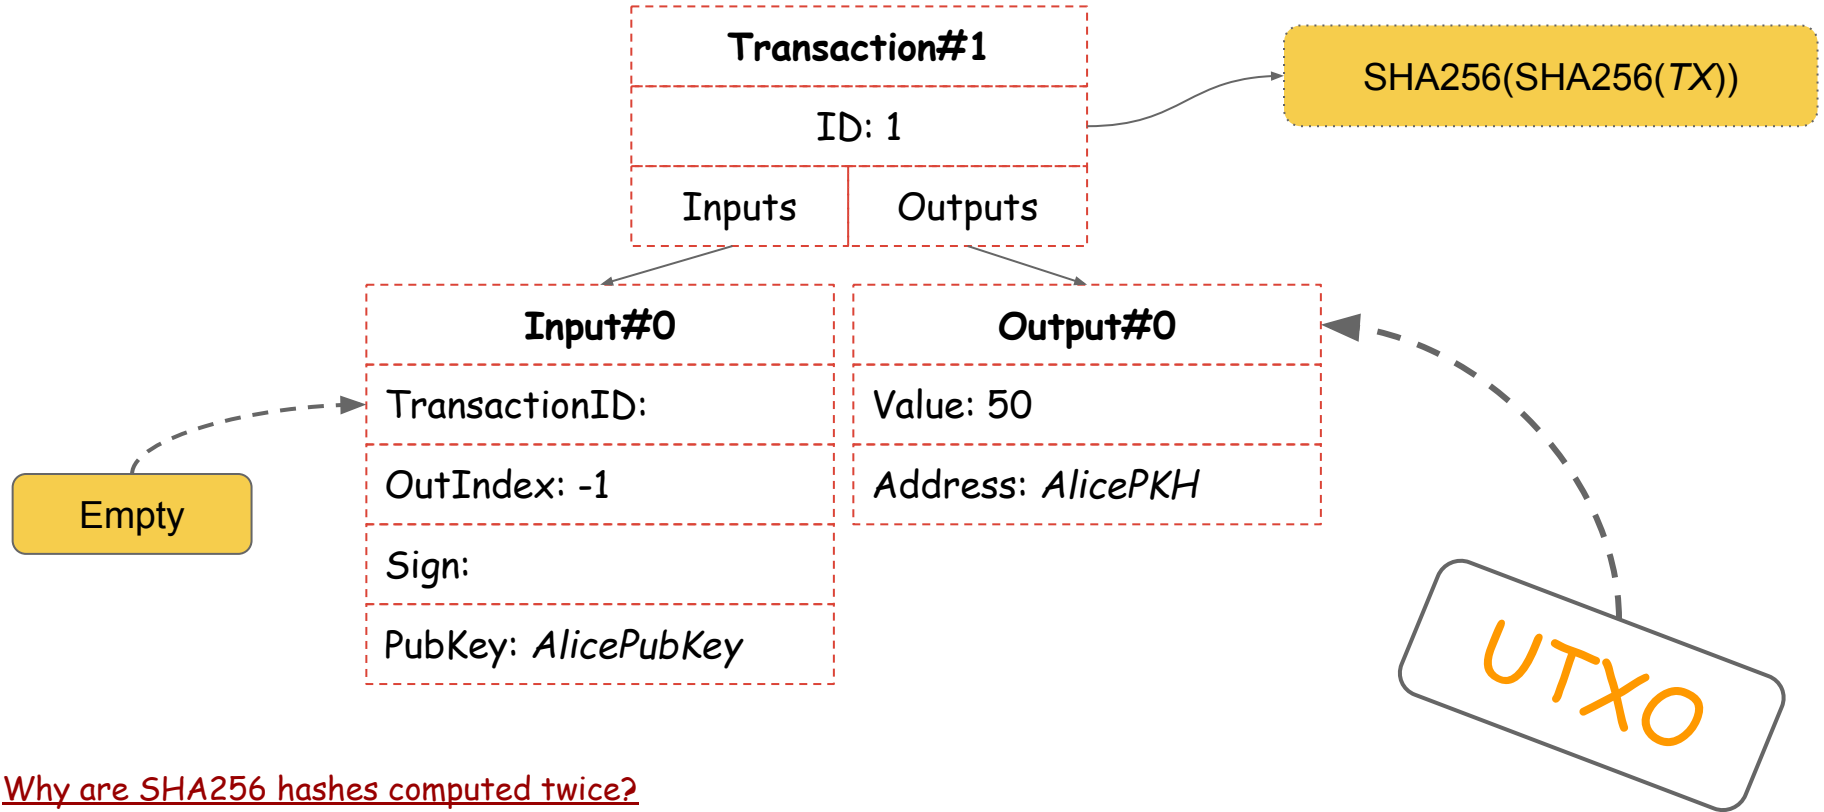 Transaction#1
ID: 1
SHA256(SHA256(TX))
Inputs
Outputs
Input#0
TransactionID:
OutIndex: -1
Sign:
PubKey: AlicePubKey
Output#0
Value: 50
Address: AlicePKH
Empty
UTXO
Why are SHA256 hashes computed twice?